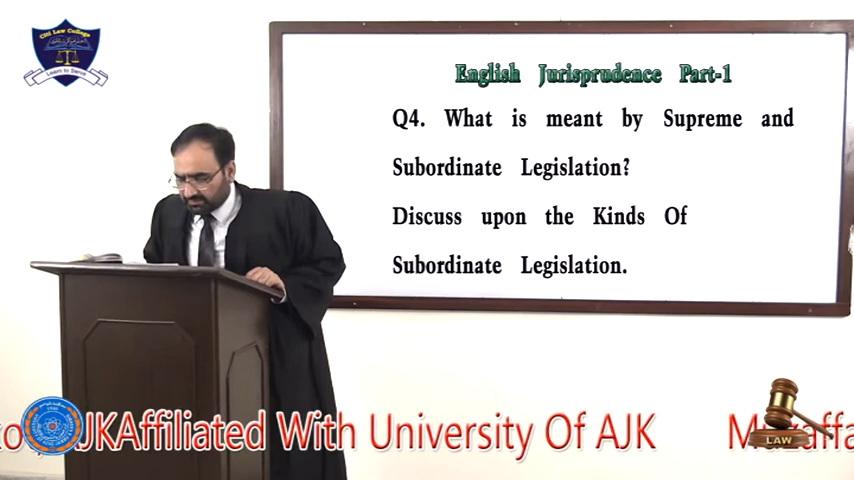 Citi Law College
Learn to Serve
English Jurisprudence Part-1
Q4. What is meant by Supreme and
Subordinate Legislation?
Discuss upon the Kinds Of
Subordinate Legislation.
JKAffiliated With University Of AJK
LAW